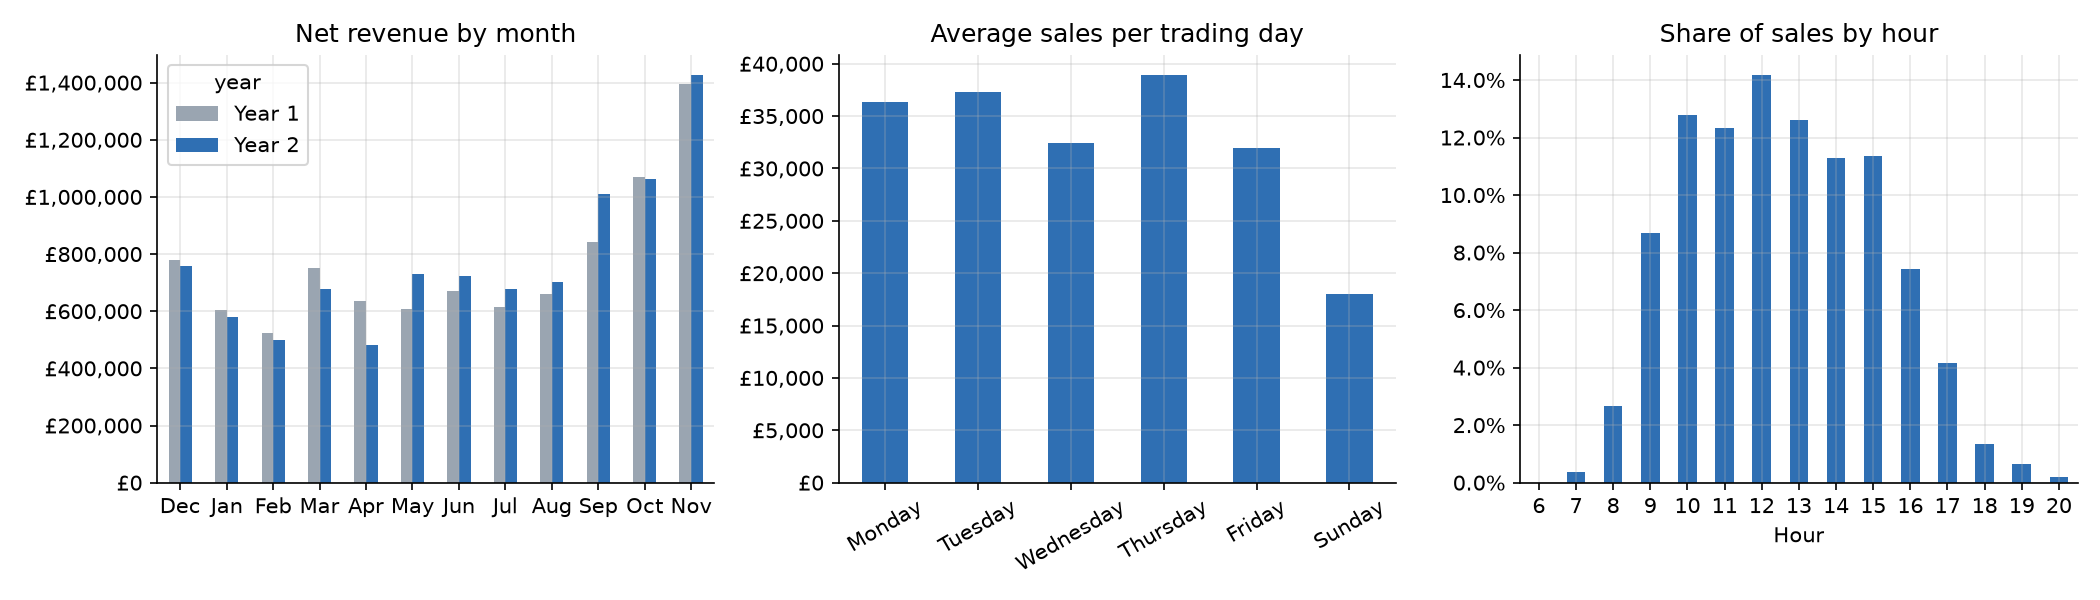 Net revenue by month
£1,400,000
£1,200,000
£1,000,000
£800,000
£600,000
£400,000
£200,000
£0
year
Year 1
Year 2
Dec Jan Feb Mar Apr May Jun Jul Aug Sep Oct Nov
Average sales per trading day
£40,000
£35,000
£30,000
£25,000
£20,000
£15,000
£10,000
£5,000
£0
Monday Tuesday Wednesday Thursday Friday Sunday
Share of sales by hour
14.0%
12.0%
10.0%
8.0%
6.0%
4.0%
2.0%
0.0%
6 7 8 9 10 11 12 13 14 15 16 17 18 19 20
Hour